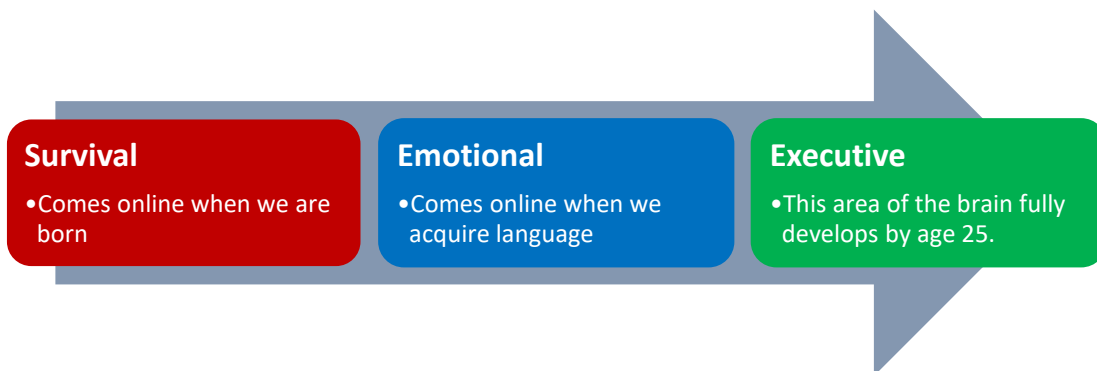 Survival
•Comes online when we are
born
Emotional
•Comes online when we
acquire language
Executive
•This area of the brain fully
develops by age 25.